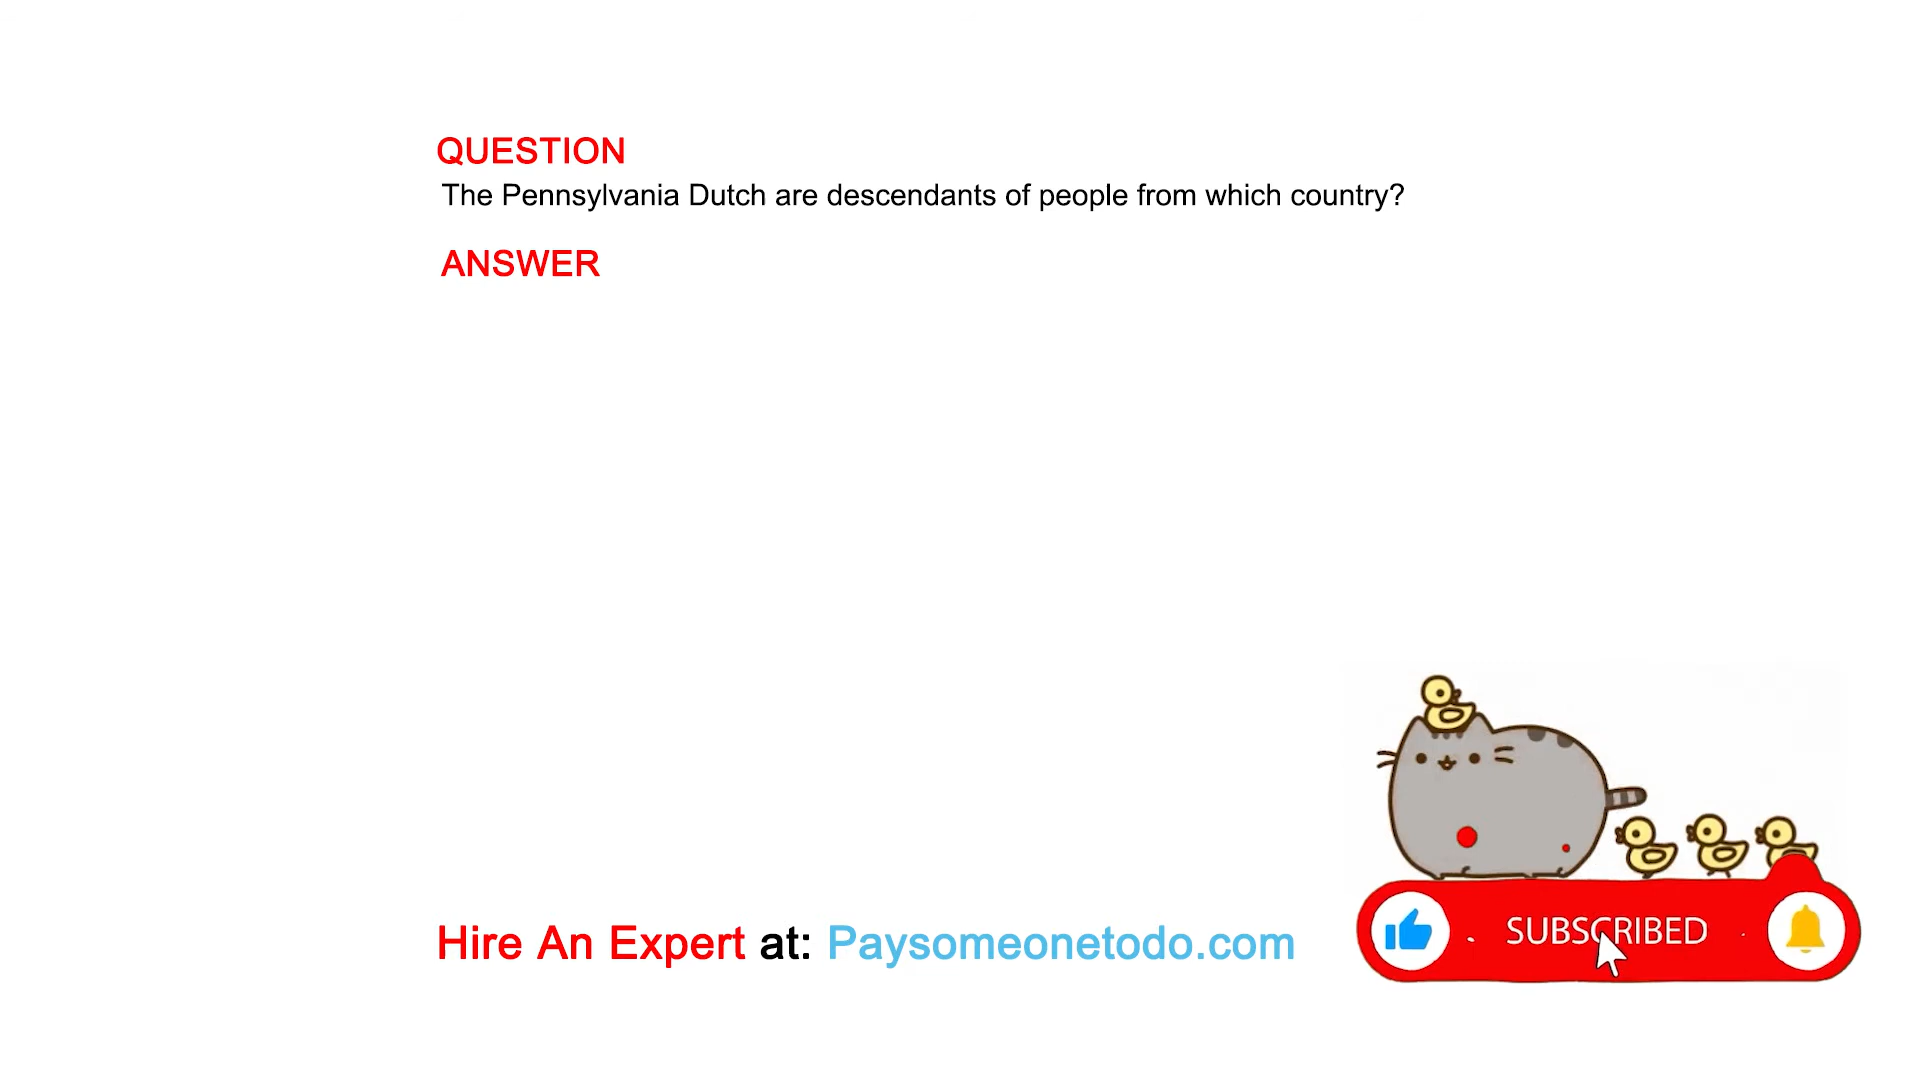 QUESTION
The Pennsylvania Dutch are descendants of people from which country?
ANSWER
Hire An Expert at: Paysomeonetodo.com
SUBSCRIBED